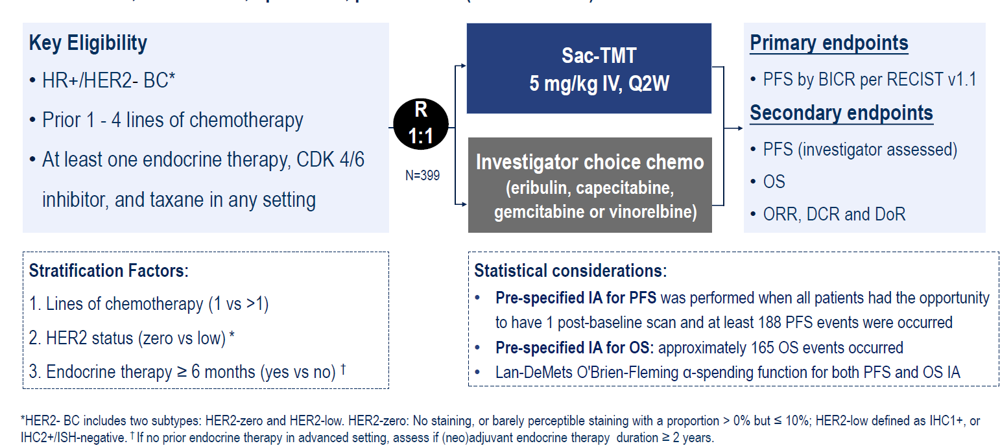 Key Eligibility
• HR+/HER2- BC*
• Prior 1 - 4 lines of chemotherapy
• At least one endocrine therapy, CDK 4/6
inhibitor, and taxane in any setting
R
1:1
N=399
Sac-TMT
5 mg/kg IV, Q2W
Investigator choice chemo
(eribulin, capecitabine,
gemcitabine or vinorelbine)
Primary endpoints
• PFS by BICR per RECIST v1.1
Secondary endpoints
• PFS (investigator assessed)
• OS
• ORR, DCR and DoR
Stratification Factors:
1. Lines of chemotherapy (1 vs >1)
2. HER2 status (zero vs low) *
3. Endocrine therapy ≥ 6 months (yes vs no) †
Statistical considerations:
• Pre-specified IA for PFS was performed when all patients had the opportunity
to have 1 post-baseline scan and at least 188 PFS events were occurred
• Pre-specified IA for OS: approximately 165 OS events occurred
• Lan-DeMets O'Brien-Fleming α-spending function for both PFS and OS IA
*HER2- BC includes two subtypes: HER2-zero and HER2-low. HER2-zero: No staining, or barely perceptible staining with a proportion > 0% but ≤ 10%; HER2-low defined as IHC1+, or
IHC2+/ISH-negative. † If no prior endocrine therapy in advanced setting, assess if (neo)adjuvant endocrine therapy duration ≥ 2 years.